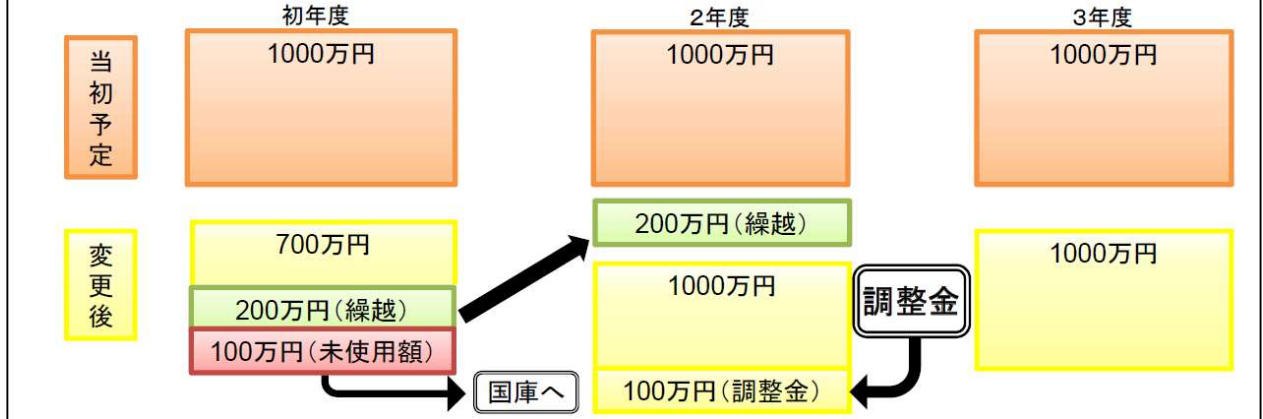 初年度
2年度
3年度
当初予定
1000万円
1000万円
1000万円
変更後
700万円
200万円(繰越)
100万円(未使用額)
国庫へ
200万円(繰越)
1000万円
100万円(調整金)
調整金
1000万円